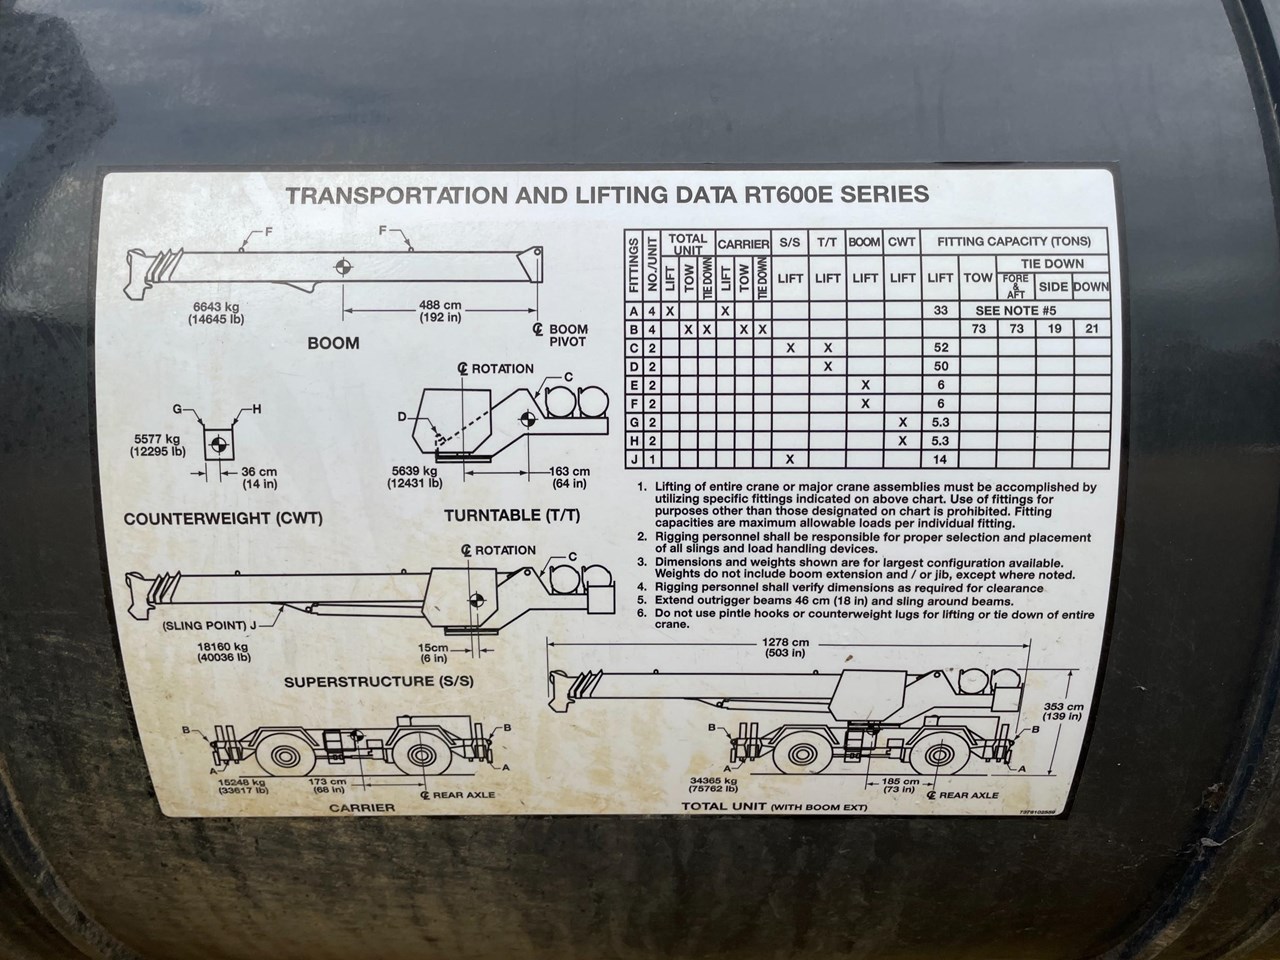 TRANSPORTATION AND LIFTING DATA RT600E SERIES
F
F
6643 kg
(14645 lb)
488 cm
(192 in)
℄ BOOM
PIVOT
BOOM
G
H
5577 kg
(12295 lb)
36 cm
(14 in)
COUNTERWEIGHT (CWT)
℄ ROTATION
C
D
5639 kg
(12431 lb)
163 cm
(64 in)
TURNTABLE (T/T)
℄ ROTATION
C
(SLING POINT) J
18160 kg
(40036 lb)
15cm
(6 in)
SUPERSTRUCTURE (S/S)
B
B
A
A
15248 kg
(33617 lb)
173 cm
(68 in)
℄ REAR AXLE
CARRIER
FITTINGS NO./UNIT TOTAL UNIT CARRIER S/S T/T BOOM CWT FITTING CAPACITY (TONS)
LIFT TOW TIE DOWN LIFT TOW TIE DOWN LIFT LIFT LIFT LIFT LIFT TOW TIE DOWN
FORE & AFT SIDE DOWN
A 4 X X 33 SEE NOTE #5
B 4 X X X X 73 73 19 21
C 2 X X 52
D 2 X 50
E 2 X 6
F 2 X 6
G 2 X 5.3
H 2 X 5.3
J 1 X 14
1. Lifting of entire crane or major crane assemblies must be accomplished by
utilizing specific fittings indicated on above chart. Use of fittings for
purposes other than those designated on chart is prohibited. Fitting
capacities are maximum allowable loads per individual fitting.
2. Rigging personnel shall be responsible for proper selection and placement
of all slings and load handling devices.
3. Dimensions and weights shown are for largest configuration available.
Weights do not include boom extension and / or jib, except where noted.
4. Rigging personnel shall verify dimensions as required for clearance
5. Extend outrigger beams 46 cm (18 in) and sling around beams.
6. Do not use pintle hooks or counterweight lugs for lifting or tie down of entire
crane.
1278 cm
(503 in)
353 cm
(139 in)
B
B
A
A
34365 kg
(75762 lb)
185 cm
(73 in)
℄ REAR AXLE
TOTAL UNIT (WITH BOOM EXT)